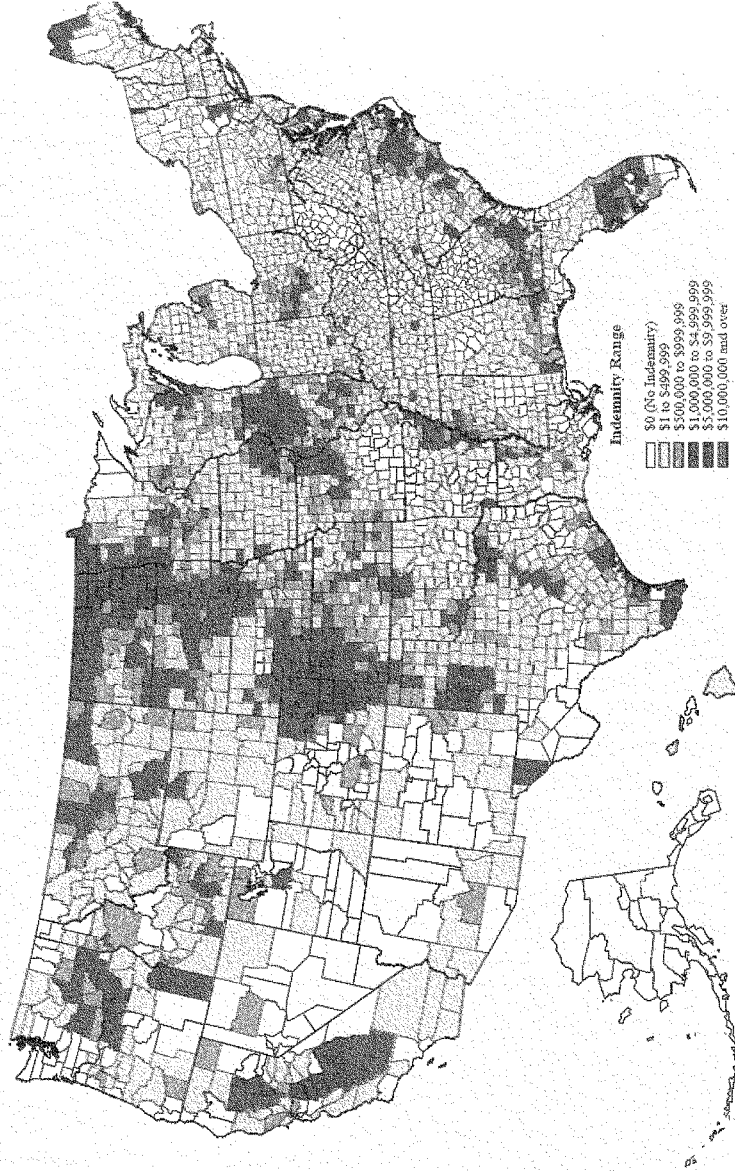 Indemnity Range
$0 (No Indemnity)
$1 to $499,999
$500,000 to $999,999
$1,000,000 to $4,999,999
$5,000,000 to $9,999,999
$10,000,000 and over